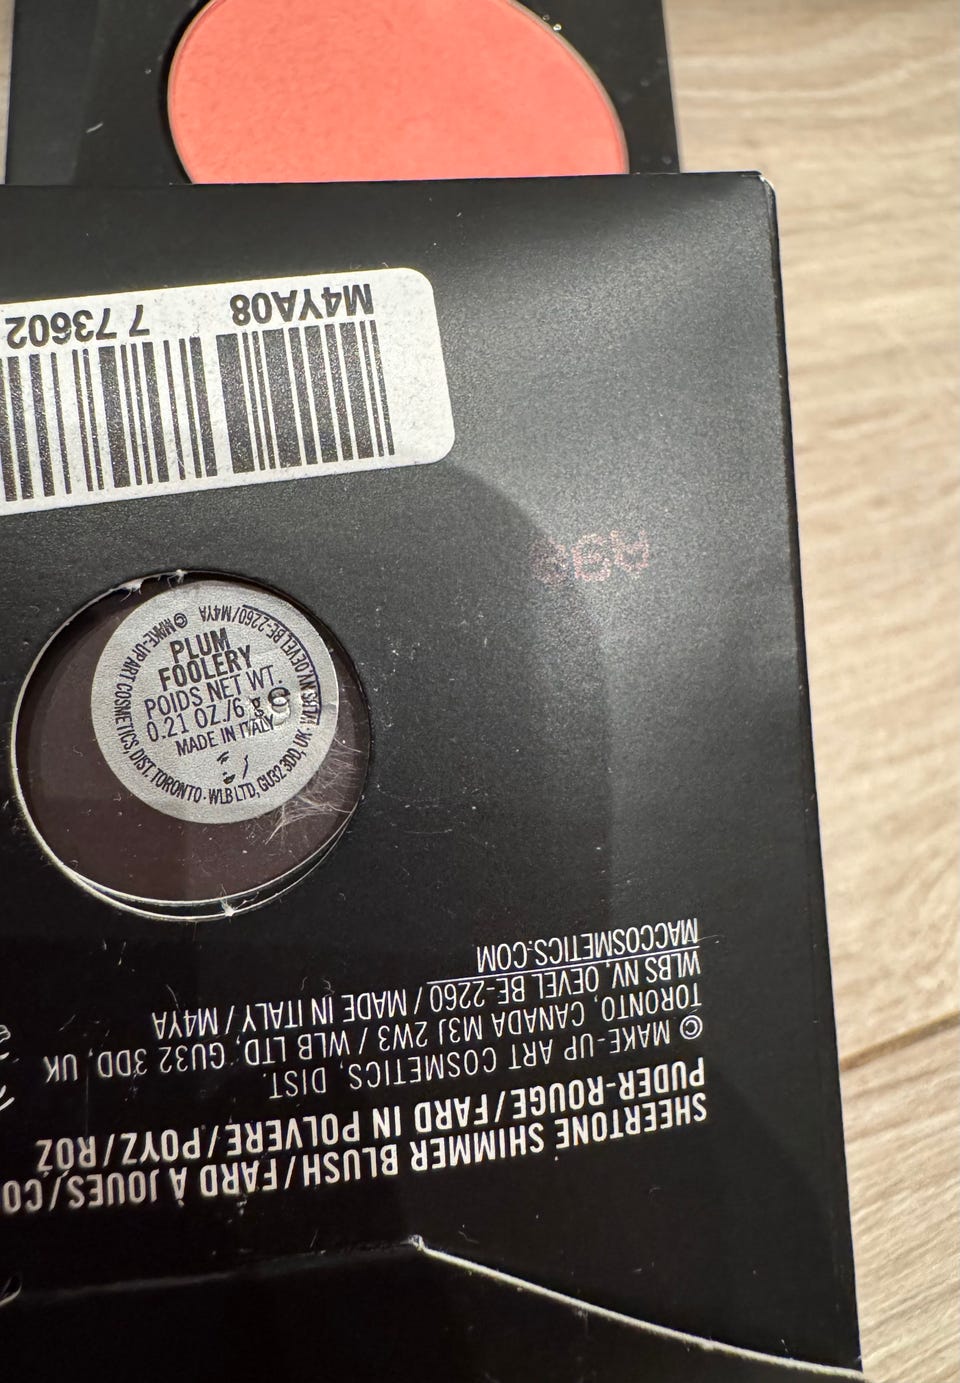 SHEERTONE SHIMMER BLUSH/FARD À JOUES/CO
PUDER-ROUGE/FARD IN POLVERE/ΡΟΥΖ/RÓŻ
© MAKE-UP ART COSMETICS, DIST.
TORONTO, CANADA M3J 2W3 / WLB LTD, GU32 3DD, UK
WLBS NV, OEVEL BE-2260 / MADE IN ITALY / M4YA
MACCOSMETICS.COM
PLUM
FOOLERY
POIDS NET WT.
0.21 OZ./6 g
MADE IN ITALY
© MAKE-UP ART COSMETICS, DIST. TORONTO · WLB LTD, GU32 3DD, UK · WLBS NV, OEVEL BE-2260/M4YA
M4YA08
7 73602